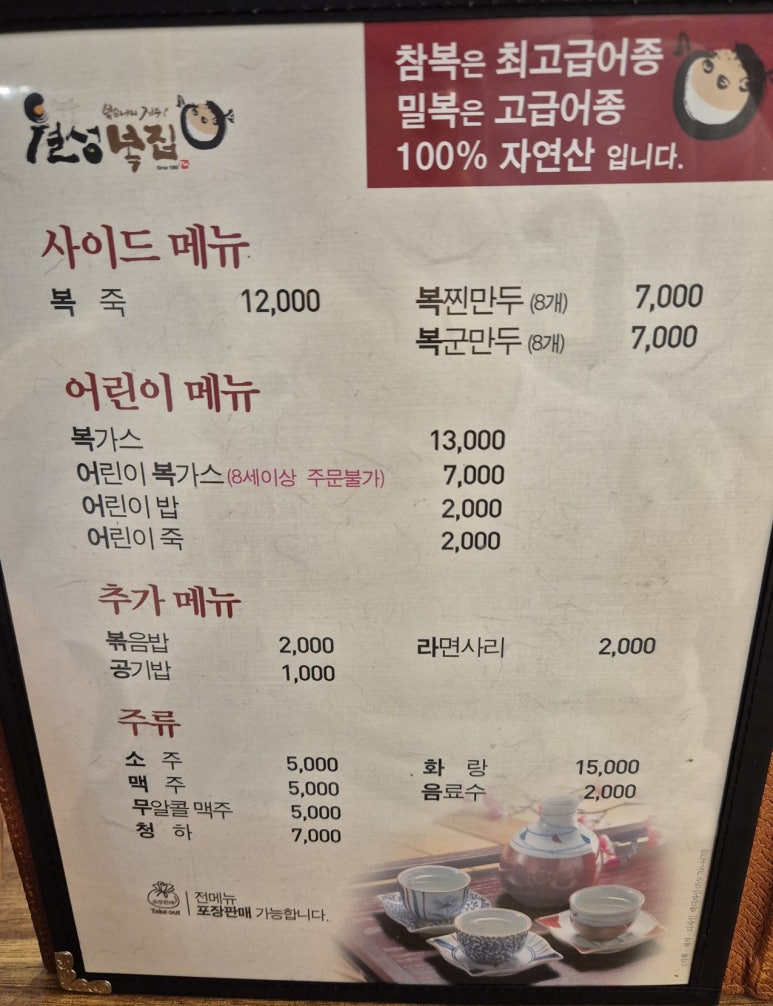 참복은 최고급어종
밀복은 고급어종
100% 자연산 입니다.
복집
Since 1980
사이드 메뉴
복 죽 12,000
복찐만두 (8개) 7,000
복군만두 (8개) 7,000
어린이 메뉴
복가스 13,000
어린이 복가스 (8세이상 주문불가) 7,000
어린이 밥 2,000
어린이 죽 2,000
추가 메뉴
볶음밥 2,000
공기밥 1,000
라면사리 2,000
주류
소 주 5,000
맥 주 5,000
무알콜 맥주 5,000
청 하 7,000
화 랑 15,000
음료수 2,000
포장판매
Take out
전메뉴
포장판매 가능합니다.